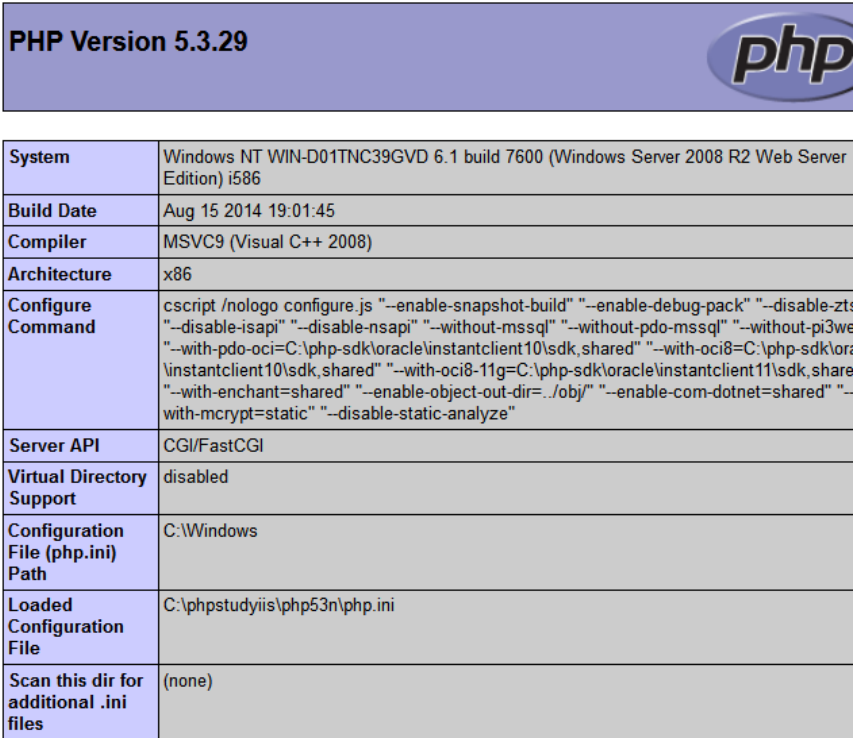 PHP Version 5.3.29
php
System
Windows NT WIN-D01TNC39GVD 6.1 build 7600 (Windows Server 2008 R2 Web Server
Edition) i586
Build Date
Aug 15 2014 19:01:45
Compiler
MSVC9 (Visual C++ 2008)
Architecture
x86
Configure
Command
cscript /nologo configure.js "--enable-snapshot-build" "--enable-debug-pack" "--disable-zts
"--disable-isapi" "--disable-nsapi" "--without-mssql" "--without-pdo-mssql" "--without-pi3we
"--with-pdo-oci=C:\php-sdk\oracle\instantclient10\sdk,shared" "--with-oci8=C:\php-sdk\ora
\instantclient10\sdk,shared" "--with-oci8-11g=C:\php-sdk\oracle\instantclient11\sdk,share
"--with-enchant=shared" "--enable-object-out-dir=../obj/" "--enable-com-dotnet=shared" "--
with-mcrypt=static" "--disable-static-analyze"
Server API
CGI/FastCGI
Virtual Directory
Support
disabled
Configuration
File (php.ini)
Path
C:\Windows
Loaded
Configuration
File
C:\phpstudyiis\php53n\php.ini
Scan this dir for
additional .ini
files
(none)